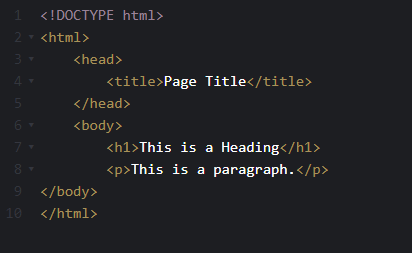 1 <!DOCTYPE html>
2 <html>
3     <head>
4         <title>Page Title</title>
5     </head>
6     <body>
7         <h1>This is a Heading</h1>
8         <p>This is a paragraph.</p>
9 </body>
10 </html>